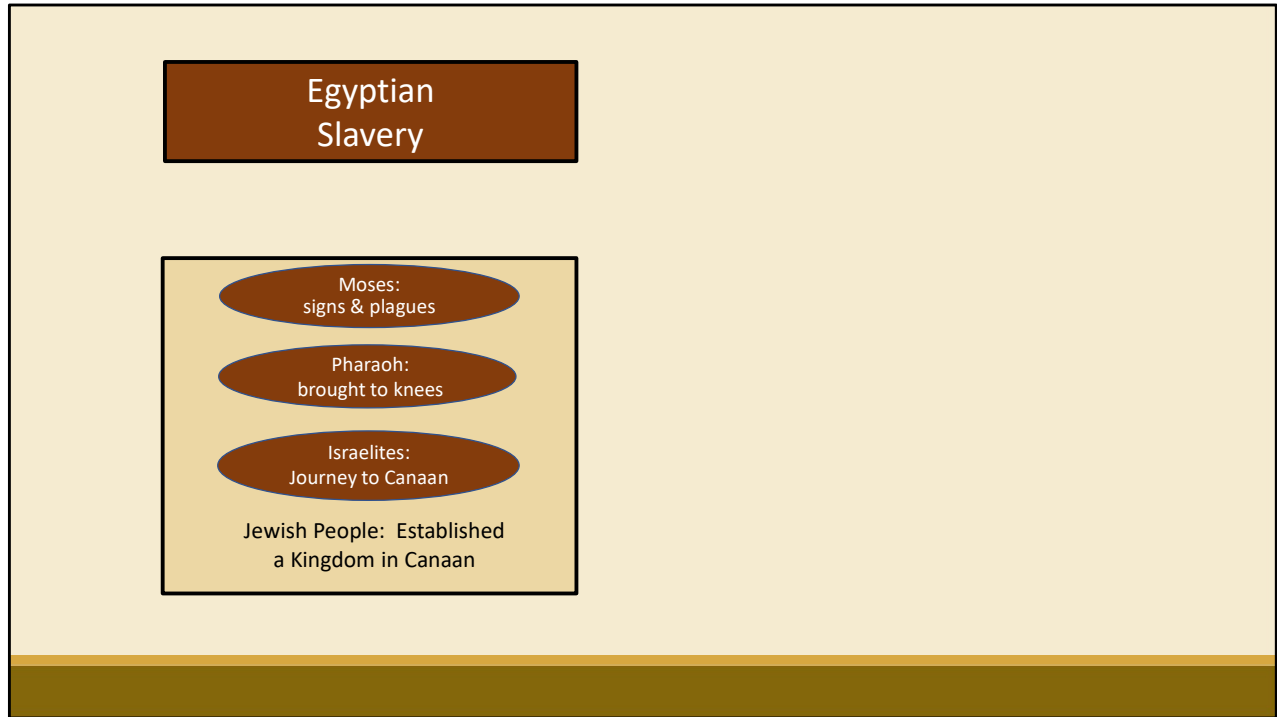 Egyptian
Slavery
Moses:
signs & plagues
Pharaoh:
brought to knees
Israelites:
Journey to Canaan
Jewish People:  Established
a Kingdom in Canaan